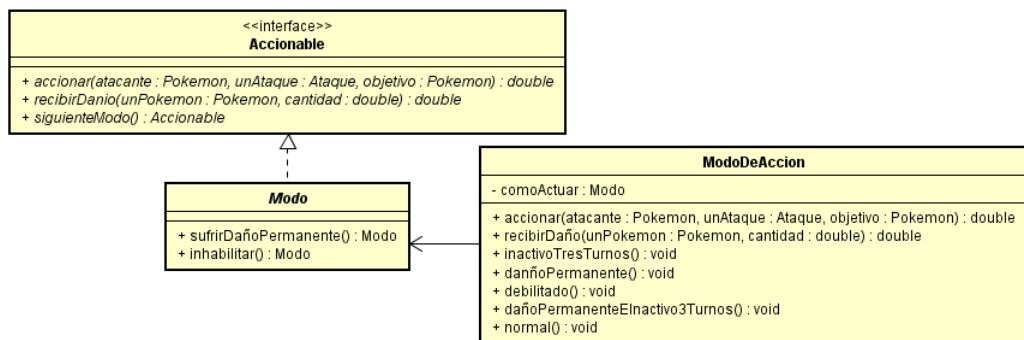 <<interface>>
Accionable
+ accionar(atacante : Pokemon, unAtaque : Ataque, objetivo : Pokemon) : double
+ recibirDanio(unPokemon : Pokemon, cantidad : double) : double
+ siguienteModo() : Accionable
Modo
+ sufrirDañoPermanente() : Modo
+ inhabilitar() : Modo
ModoDeAccion
- comoActuar : Modo
+ accionar(atacante : Pokemon, unAtaque : Ataque, objetivo : Pokemon) : double
+ recibirDaño(unPokemon : Pokemon, cantidad : double) : double
+ inactivoTresTurnos() : void
+ danñoPermanente() : void
+ debilitado() : void
+ dañoPermanenteEInactivo3Turnos() : void
+ normal() : void